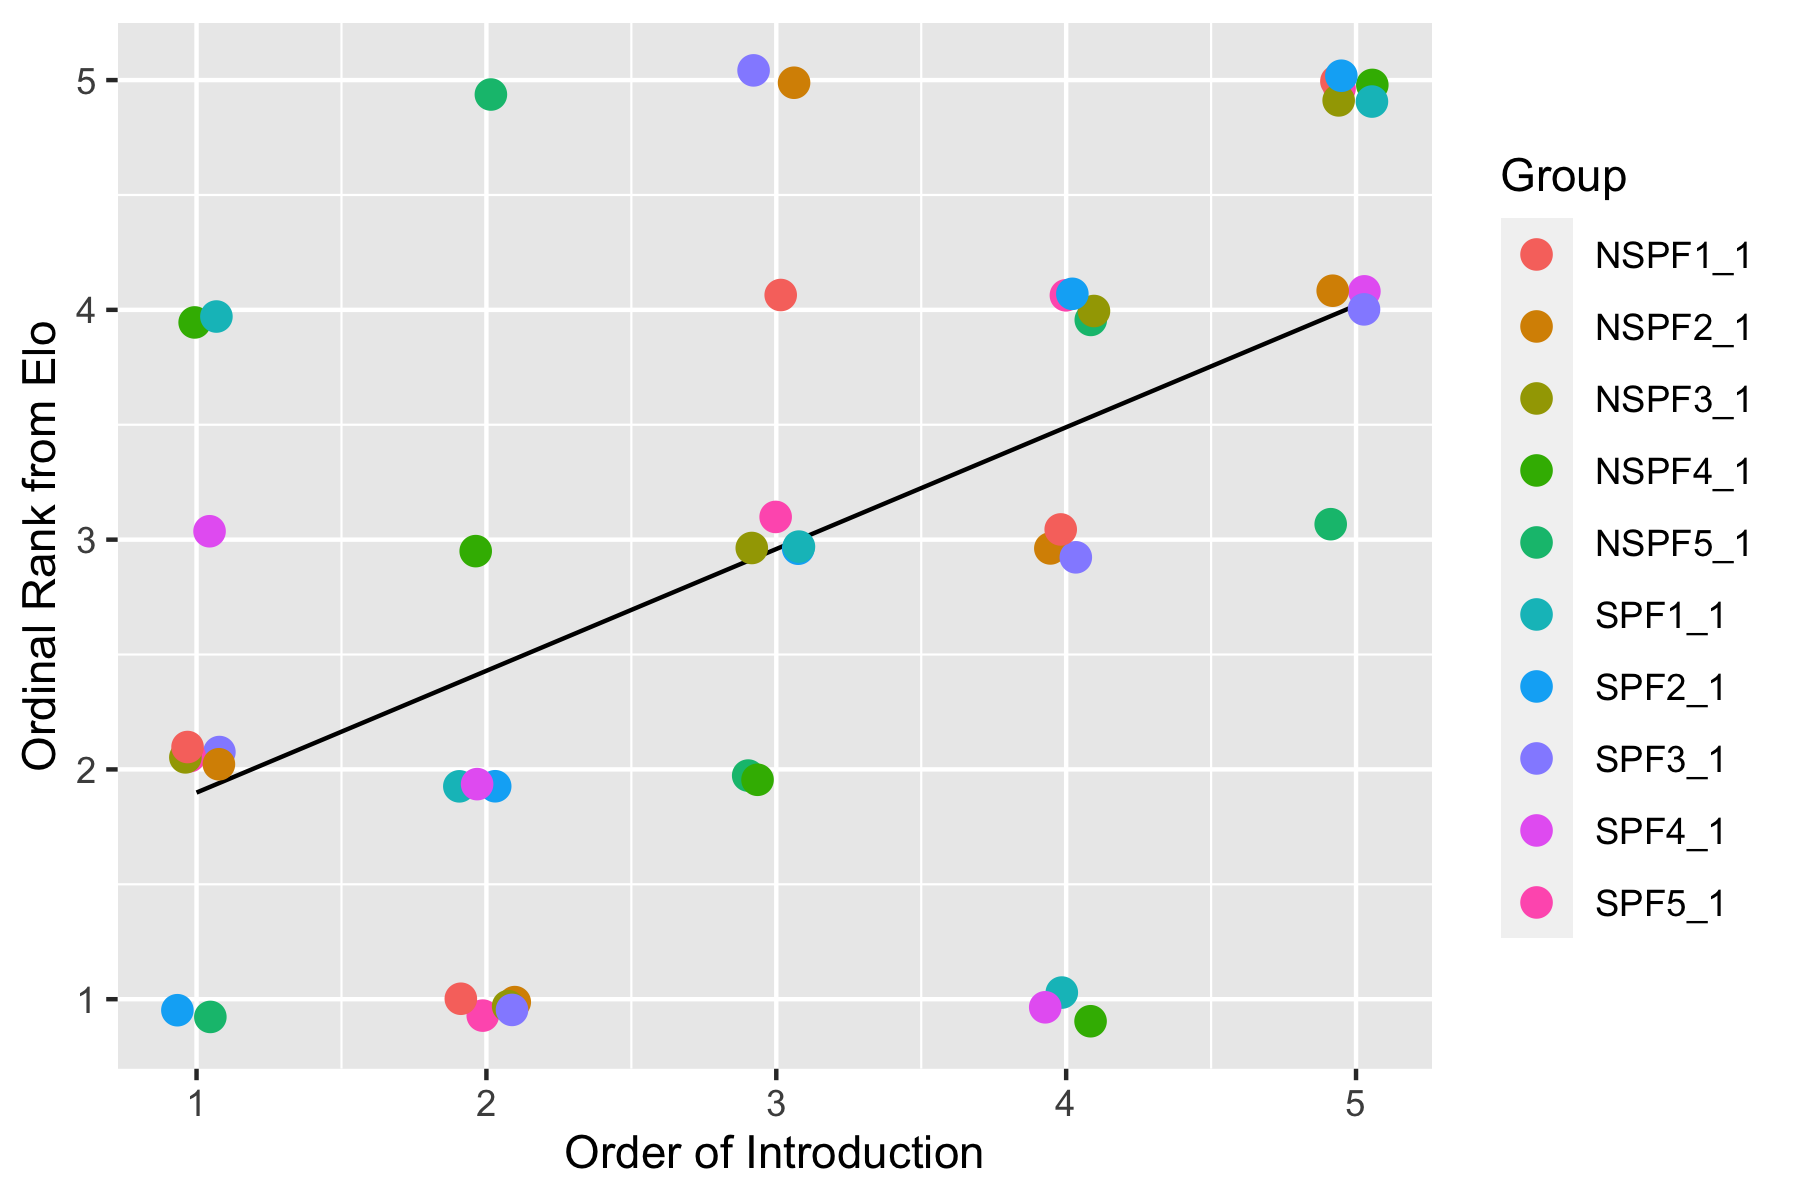 5
4
3
2
1
Ordinal Rank from Elo
1 2 3 4 5
Order of Introduction
Group
NSPF1_1
NSPF2_1
NSPF3_1
NSPF4_1
NSPF5_1
SPF1_1
SPF2_1
SPF3_1
SPF4_1
SPF5_1